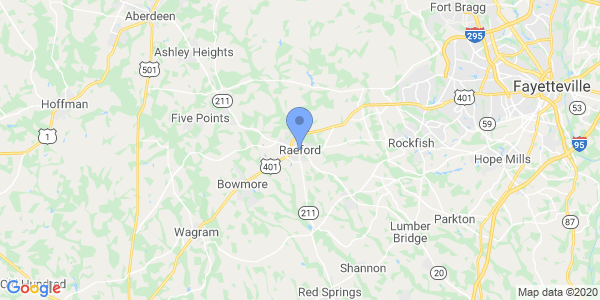 Fort Bragg
Aberdeen
295
Ashley Heights
501
Fayetteville
401
Hoffman
211
53
Five Points
59
1
Rockfish
95
Raeford
Hope Mills
401
Bowmore
211
Parkton
87
Lumber
Bridge
Wagram
Shannon
20
Hundred
Google
Red Springs
Map data ©2020